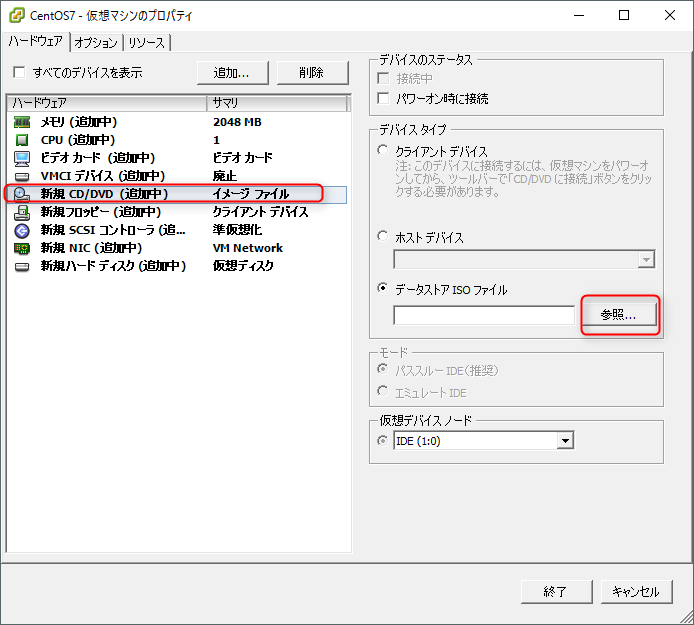 CentOS7 - 仮想マシンのプロパティ
ハードウェア オプション リソース
すべてのデバイスを表示 追加... 削除
ハードウェア サマリ
メモリ (追加中) 2048 MB
CPU (追加中) 1
ビデオ カード (追加中) ビデオ カード
VMCI デバイス (追加中) 廃止
新規 CD/DVD (追加中) イメージ ファイル
新規フロッピー (追加中) クライアント デバイス
新規 SCSI コントローラ (追... 準仮想化
新規 NIC (追加中) VM Network
新規ハード ディスク (追加中) 仮想ディスク
デバイスのステータス
接続中
パワーオン時に接続
デバイス タイプ
クライアント デバイス
注: このデバイスに接続するには、仮想マシンをパワーオ
ンしてから、ツールバーで「CD/DVD に接続」ボタンをクリッ
クする必要があります。
ホスト デバイス
データストア ISO ファイル
参照...
モード
パススルー IDE(推奨)
エミュレート IDE
仮想デバイス ノード
IDE (1:0)
終了 キャンセル